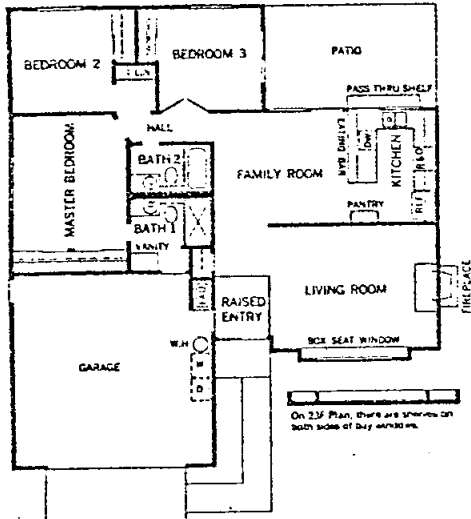 BEDROOM 2
BEDROOM 3
PATIO
LIN
PASS THRU SHELF
HALL
EATING BAR
DW
KITCHEN
R&O
MASTER BEDROOM
BATH 2
FAMILY ROOM
PANTRY
REF
BATH 1
VANITY
FAU
RAISED
ENTRY
LIVING ROOM
FIREPLACE
W.H
BOX SEAT WINDOW
GARAGE
W
D
On 23F Plan, there are shelves on
both sides of bay windows.